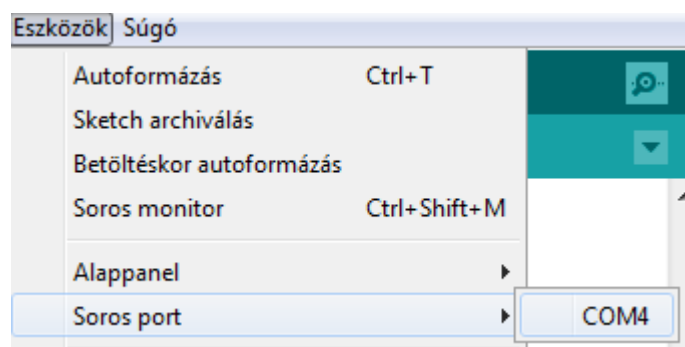 Eszközök Súgó
Autoformázás Ctrl+T
Sketch archiválás
Betöltéskor autoformázás
Soros monitor Ctrl+Shift+M
Alappanel
Soros port COM4